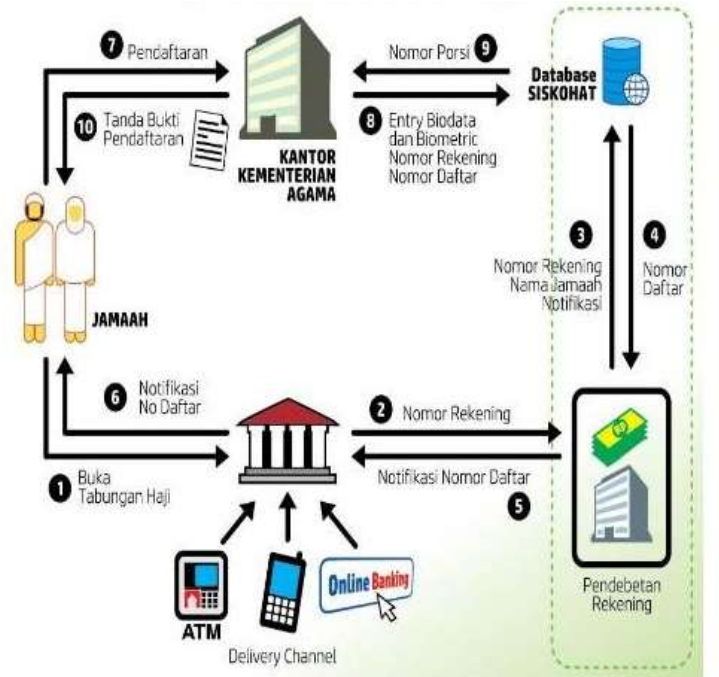 7 Pendaftaran
10 Tanda Bukti
Pendaftaran
KANTOR
KEMENTERIAN
AGAMA
Nomor Porsi 9
8 Entry Biodata
dan Biometric
Nomor Rekening
Nomor Daftar
Database
SISKOHAT
3
Nomor Rekening
Nama Jamaah
Notifikasi
4
Nomor
Daftar
JAMAAH
6 Notifikasi
No Daftar
1 Buka
Tabungan Haji
2 Nomor Rekening
Notifikasi Nomor Daftar
5
ATM
Online Banking
Delivery Channel
Pendebetan
Rekening